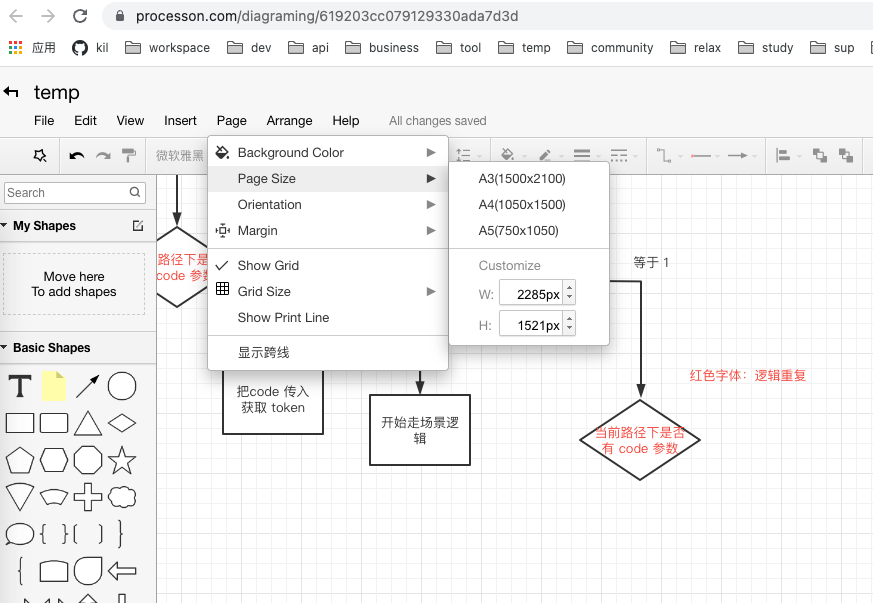 processon.com/diagraming/619203cc079129330ada7d3d
应用 kil workspace dev api business tool temp community relax study sup
temp
File Edit View Insert Page Arrange Help All changes saved
微软雅黑
Search
My Shapes
Move here
To add shapes
Basic Shapes
T
Background Color
Page Size
Orientation
Margin
Show Grid
Grid Size
Show Print Line
显示跨线
A3(1500x2100)
A4(1050x1500)
A5(750x1050)
Customize
W: 2285px
H: 1521px
路径下是
code 参数
把code 传入
获取 token
开始走场景逻
辑
等于 1
红色字体：逻辑重复
当前路径下是否
有 code 参数